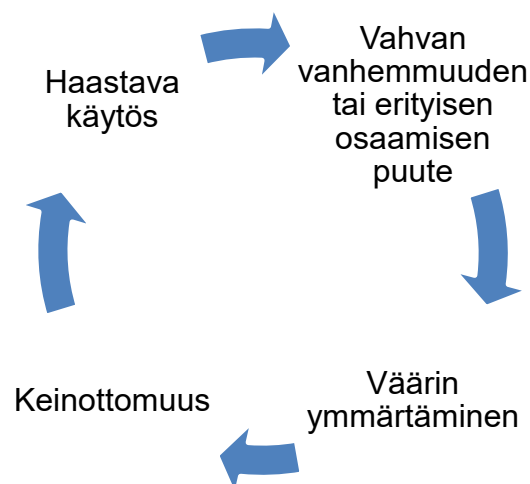 Haastava
käytös
Vahvan
vanhemmuuden
tai erityisen
osaamisen
puute
Väärin
ymmärtäminen
Keinottomuus